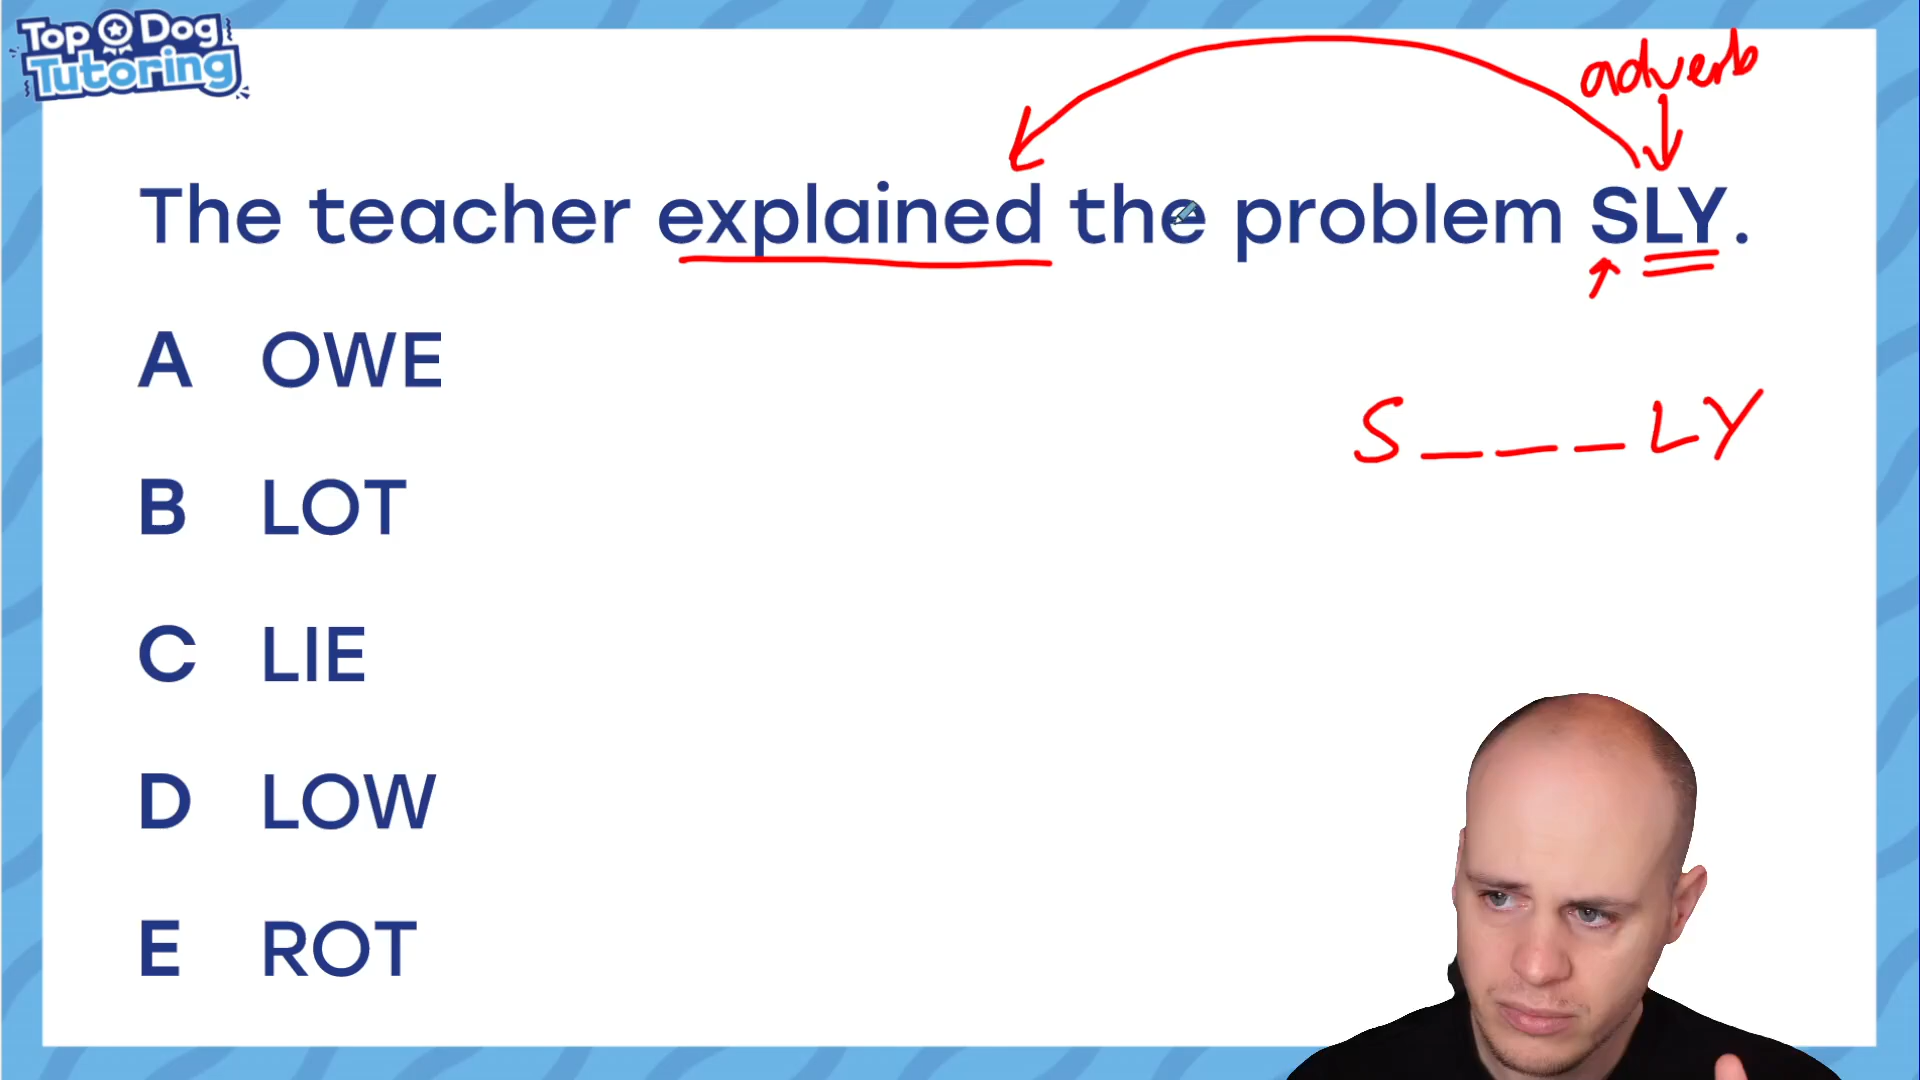 Top Dog
Tutoring
adverb
The teacher explained the problem SLY.
A OWE
S _ _ _ LY
B LOT
C LIE
D LOW
E ROT